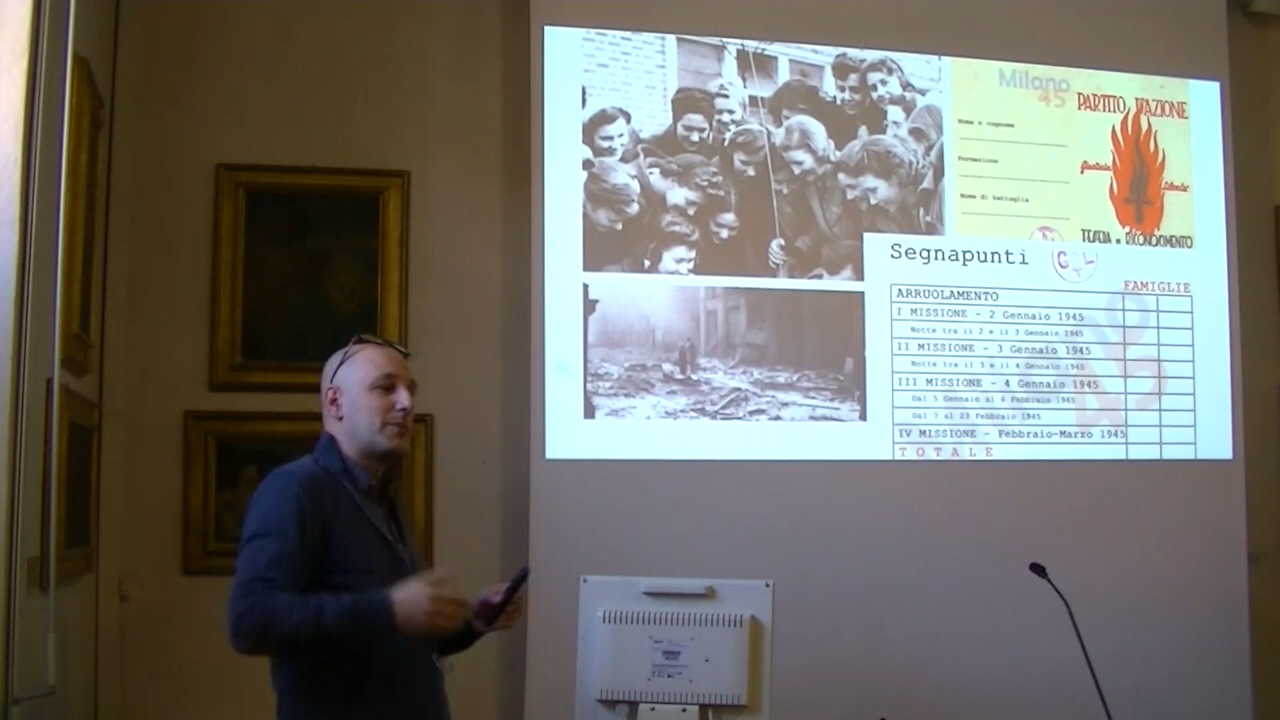 Milano
45
PARTITO D'AZIONE
Nome e cognome
Formazione
Giustizia
Libertà
Nome di battaglia
TESSERA DI RICONOSCIMENTO
Segnapunti
FAMIGLIE
ARRUOLAMENTO
I MISSIONE - 2 Gennaio 1945
Notte tra il 2 e il 3 Gennaio 1945
II MISSIONE - 3 Gennaio 1945
Notte tra il 3 e il 4 Gennaio 1945
III MISSIONE - 4 Gennaio 1945
Dal 5 Gennaio al 6 Febbraio 1945
Dal 7 al 23 Febbraio 1945
IV MISSIONE - Febbraio-Marzo 1945
TOTALE